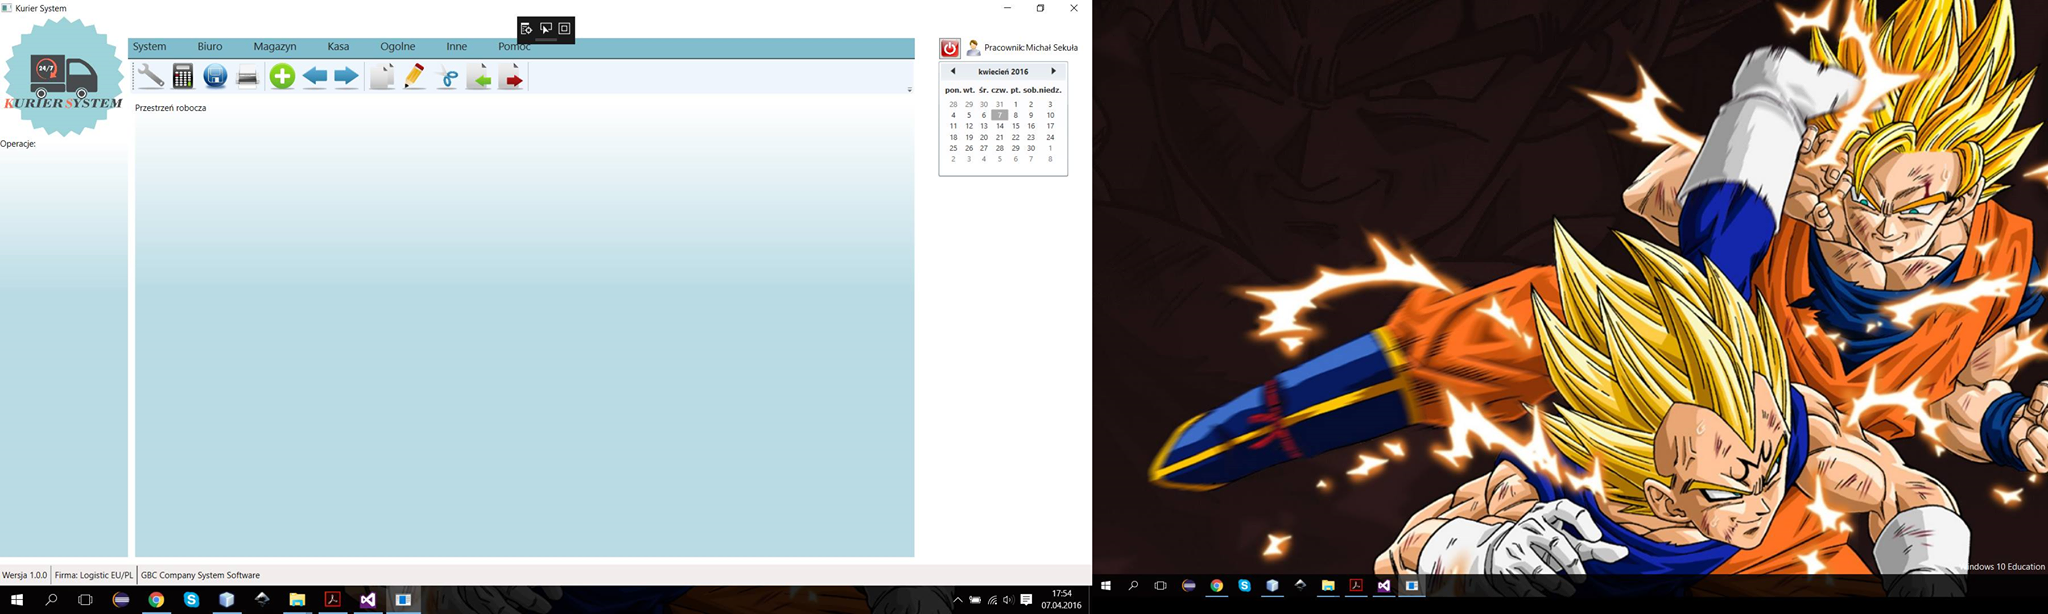 Kurier System
24/7
KURIER SYSTEM
System Biuro Magazyn Kasa Ogolne Inne Pomoc
Pracownik: Michał Sekuła
Przestrzeń robocza
Operacje:
kwiecień 2016
pon. wt. śr. czw. pt. sob. niedz.
28 29 30 31 1 2 3
4 5 6 7 8 9 10
11 12 13 14 15 16 17
18 19 20 21 22 23 24
25 26 27 28 29 30 1
2 3 4 5 6 7 8
Wersja 1.0.0 Firma: Logistic EU/PL GBC Company System Software
17:54
07.04.2016
indows 10 Education